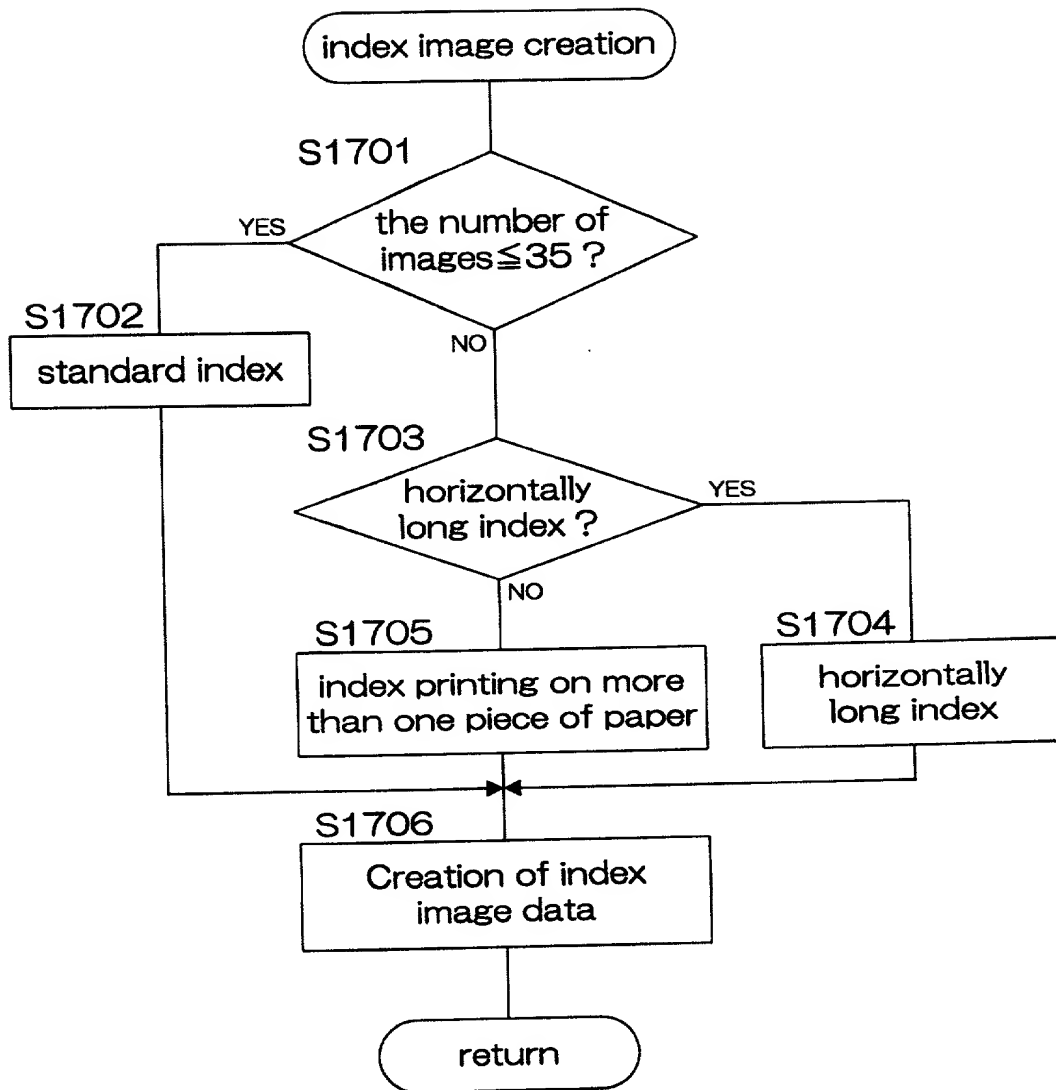 index image creation
S1701
the number of
images≦35 ?
YES
NO
S1702
standard index
S1703
horizontally
long index ?
YES
NO
S1705
index printing on more
than one piece of paper
S1704
horizontally
long index
S1706
Creation of index
image data
return